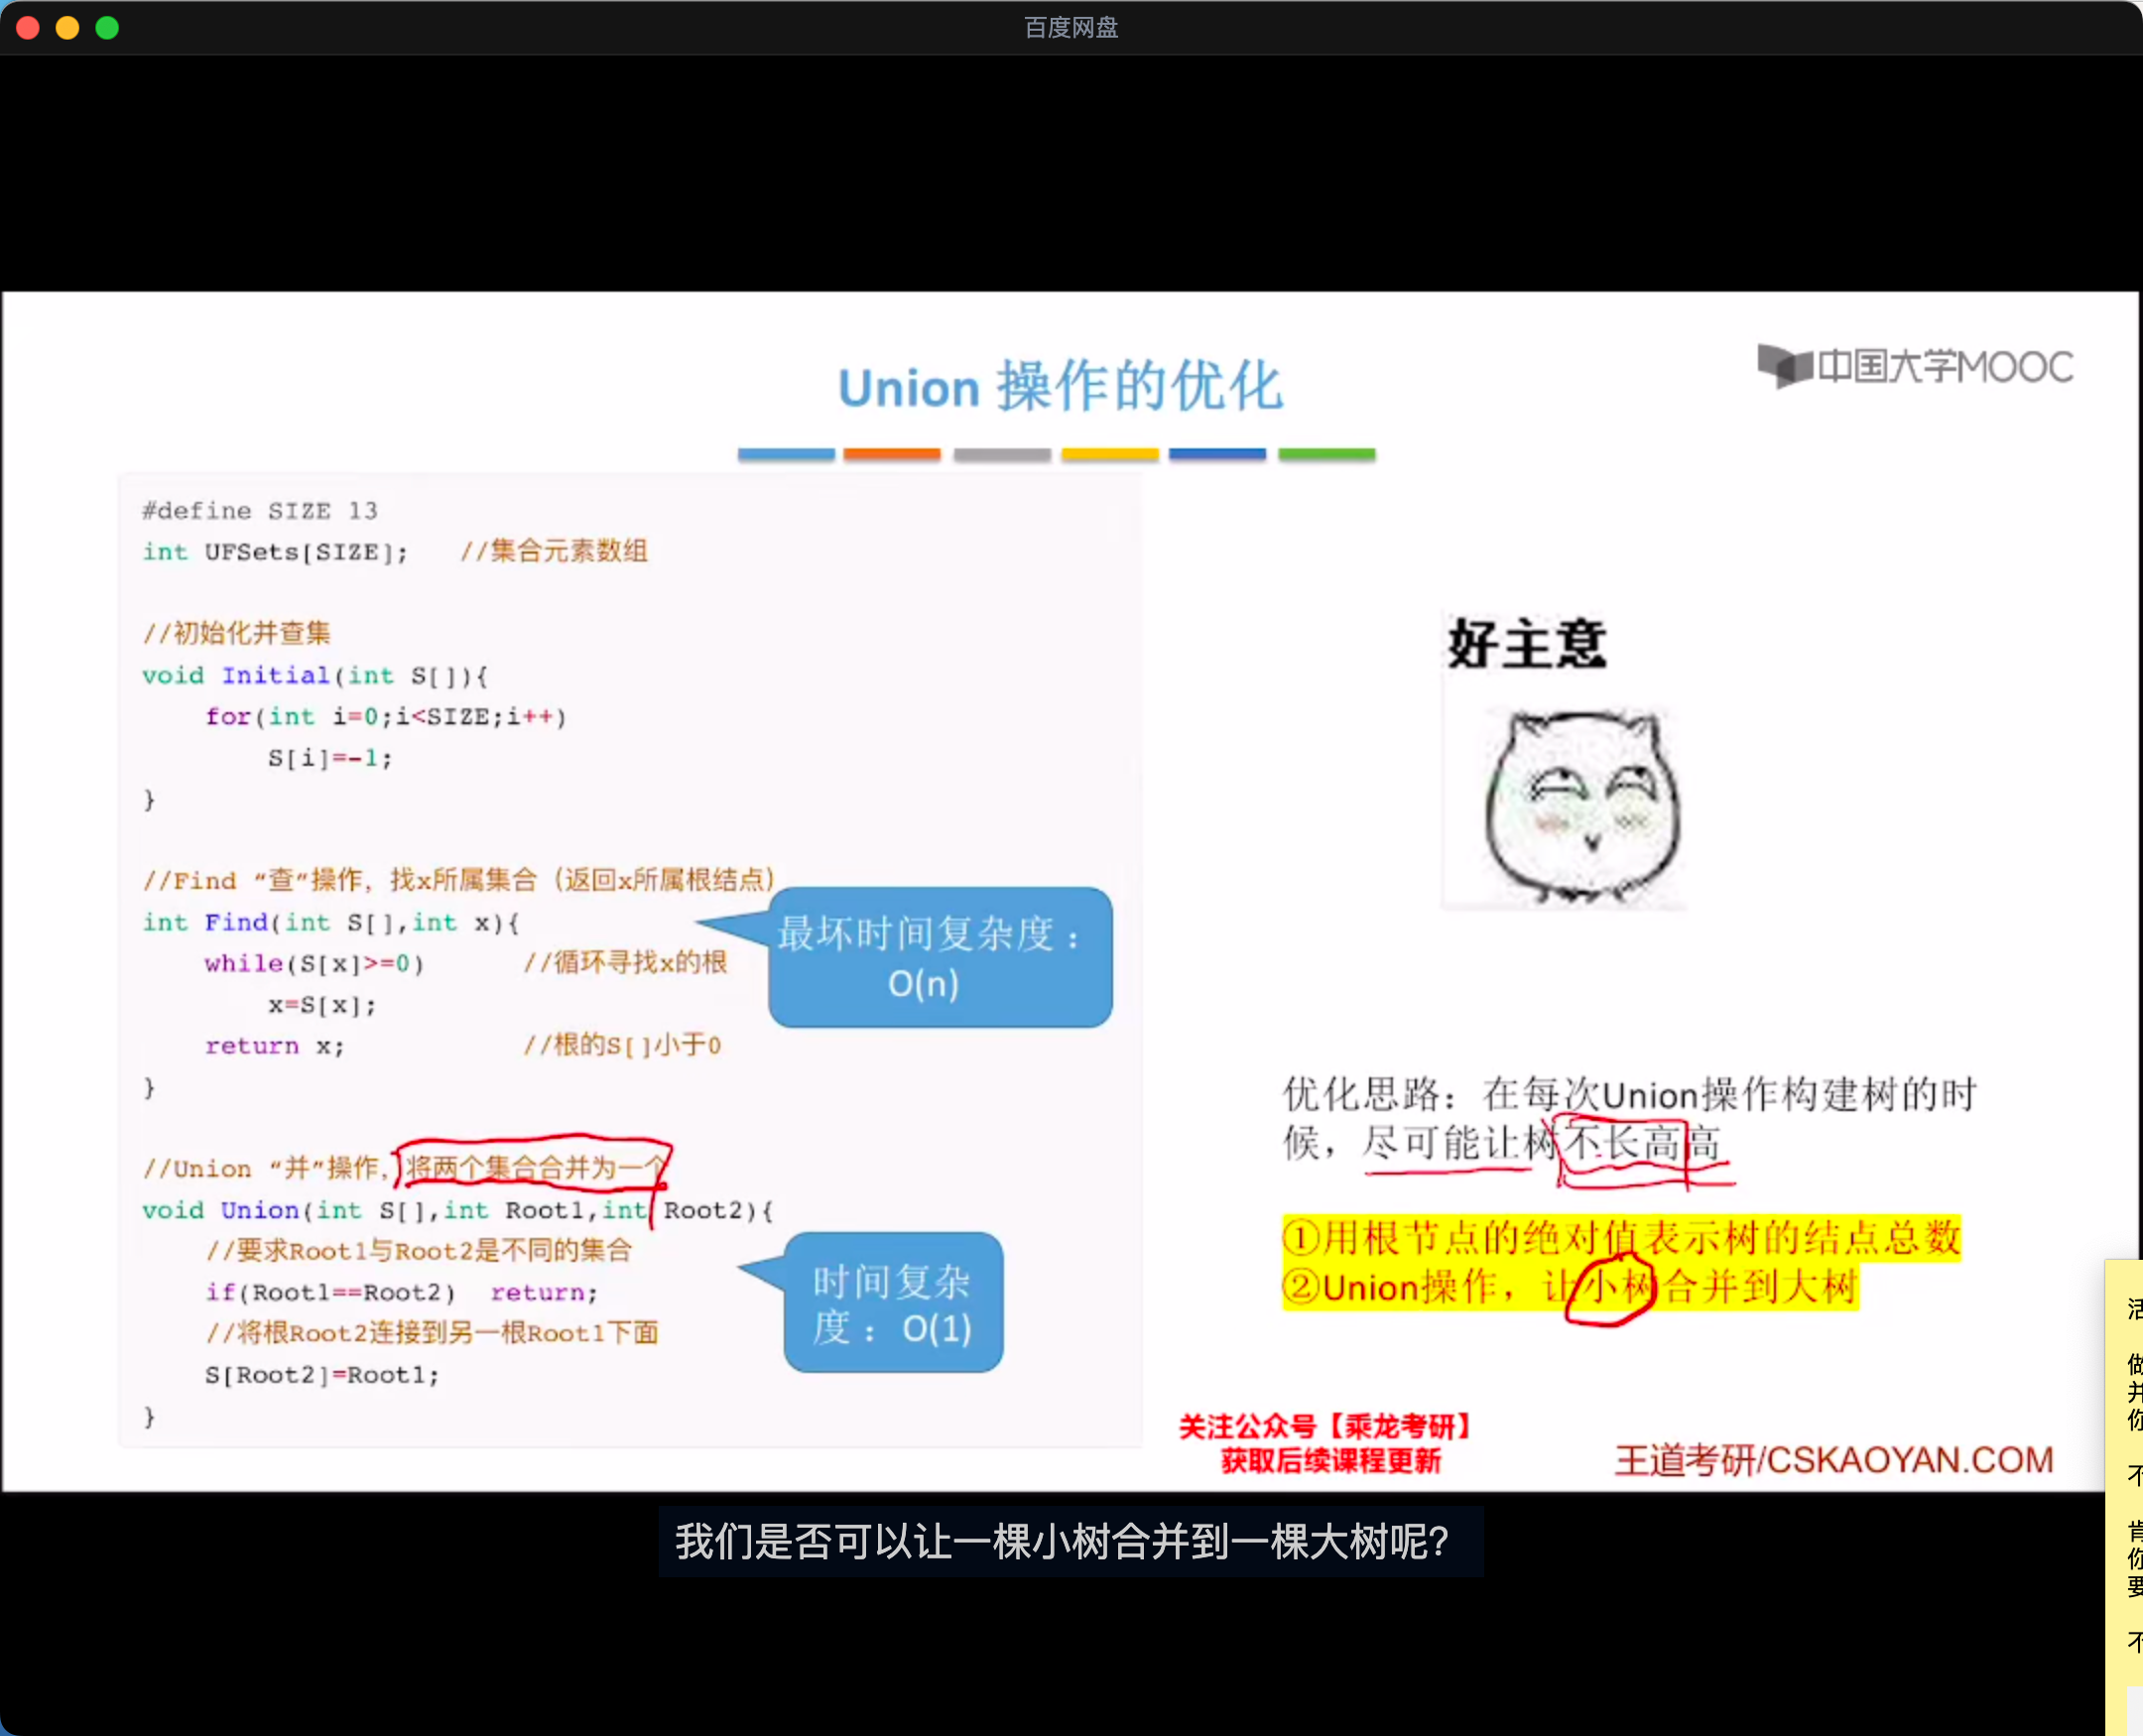 百度网盘
Union 操作的优化
中国大学MOOC
#define SIZE 13
int UFSets[SIZE];   //集合元素数组
//初始化并查集
void Initial(int S[]){
    for(int i=0;i<SIZE;i++)
        S[i]=-1;
}
//Find “查”操作，找x所属集合（返回x所属根结点）
int Find(int S[],int x){
    while(S[x]>=0)      //循环寻找x的根
        x=S[x];
    return x;           //根的S[]小于0
}
最坏时间复杂度：
O(n)
//Union “并”操作，将两个集合合并为一个
void Union(int S[],int Root1,int Root2){
    //要求Root1与Root2是不同的集合
    if(Root1==Root2)  return;
    //将根Root2连接到另一根Root1下面
    S[Root2]=Root1;
}
时间复杂
度：O(1)
好主意
优化思路：在每次Union操作构建树的时
候，尽可能让树不长高高
①用根节点的绝对值表示树的结点总数
②Union操作，让小树合并到大树
关注公众号【乘龙考研】
获取后续课程更新
王道考研/CSKAOYAN.COM
我们是否可以让一棵小树合并到一棵大树呢?
活
做
并
你
不
肯
你
要
不